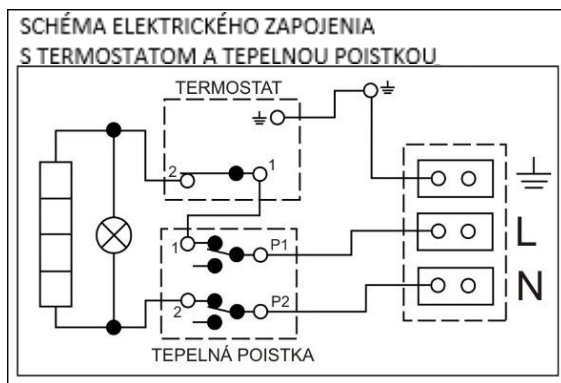 SCHÉMA ELEKTRICKÉHO ZAPOJENIA
S TERMOSTATOM A TEPELNOU POISTKOU
TERMOSTAT
2 1
1 P1
L
2 P2
N
TEPELNÁ POISTKA